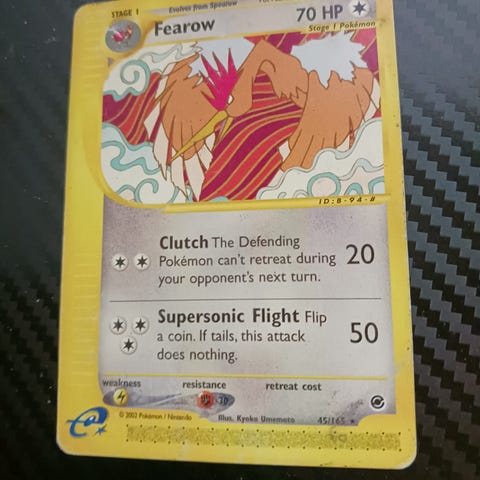 STAGE 1
Evolves from Spearow
Fearow
70 HP
Stage 1 Pokémon
ID:B-94-#
Clutch The Defending
Pokémon can't retreat during
your opponent's next turn.
20
Supersonic Flight Flip
a coin. If tails, this attack
does nothing.
50
weakness resistance retreat cost
-30
e
© 2002 Pokémon / Nintendo
Illus. Kyoko Umemoto
45/165 ★